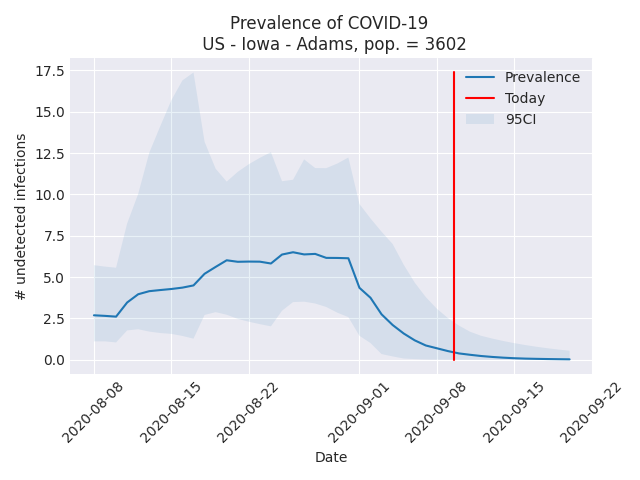 Prevalence of COVID-19
US - Iowa - Adams, pop. = 3602
17.5
15.0
12.5
10.0
7.5
5.0
2.5
0.0
# undetected infections
Prevalence
Today
95CI
2020-08-08
2020-08-15
2020-08-22
2020-09-01
2020-09-08
2020-09-15
2020-09-22
Date